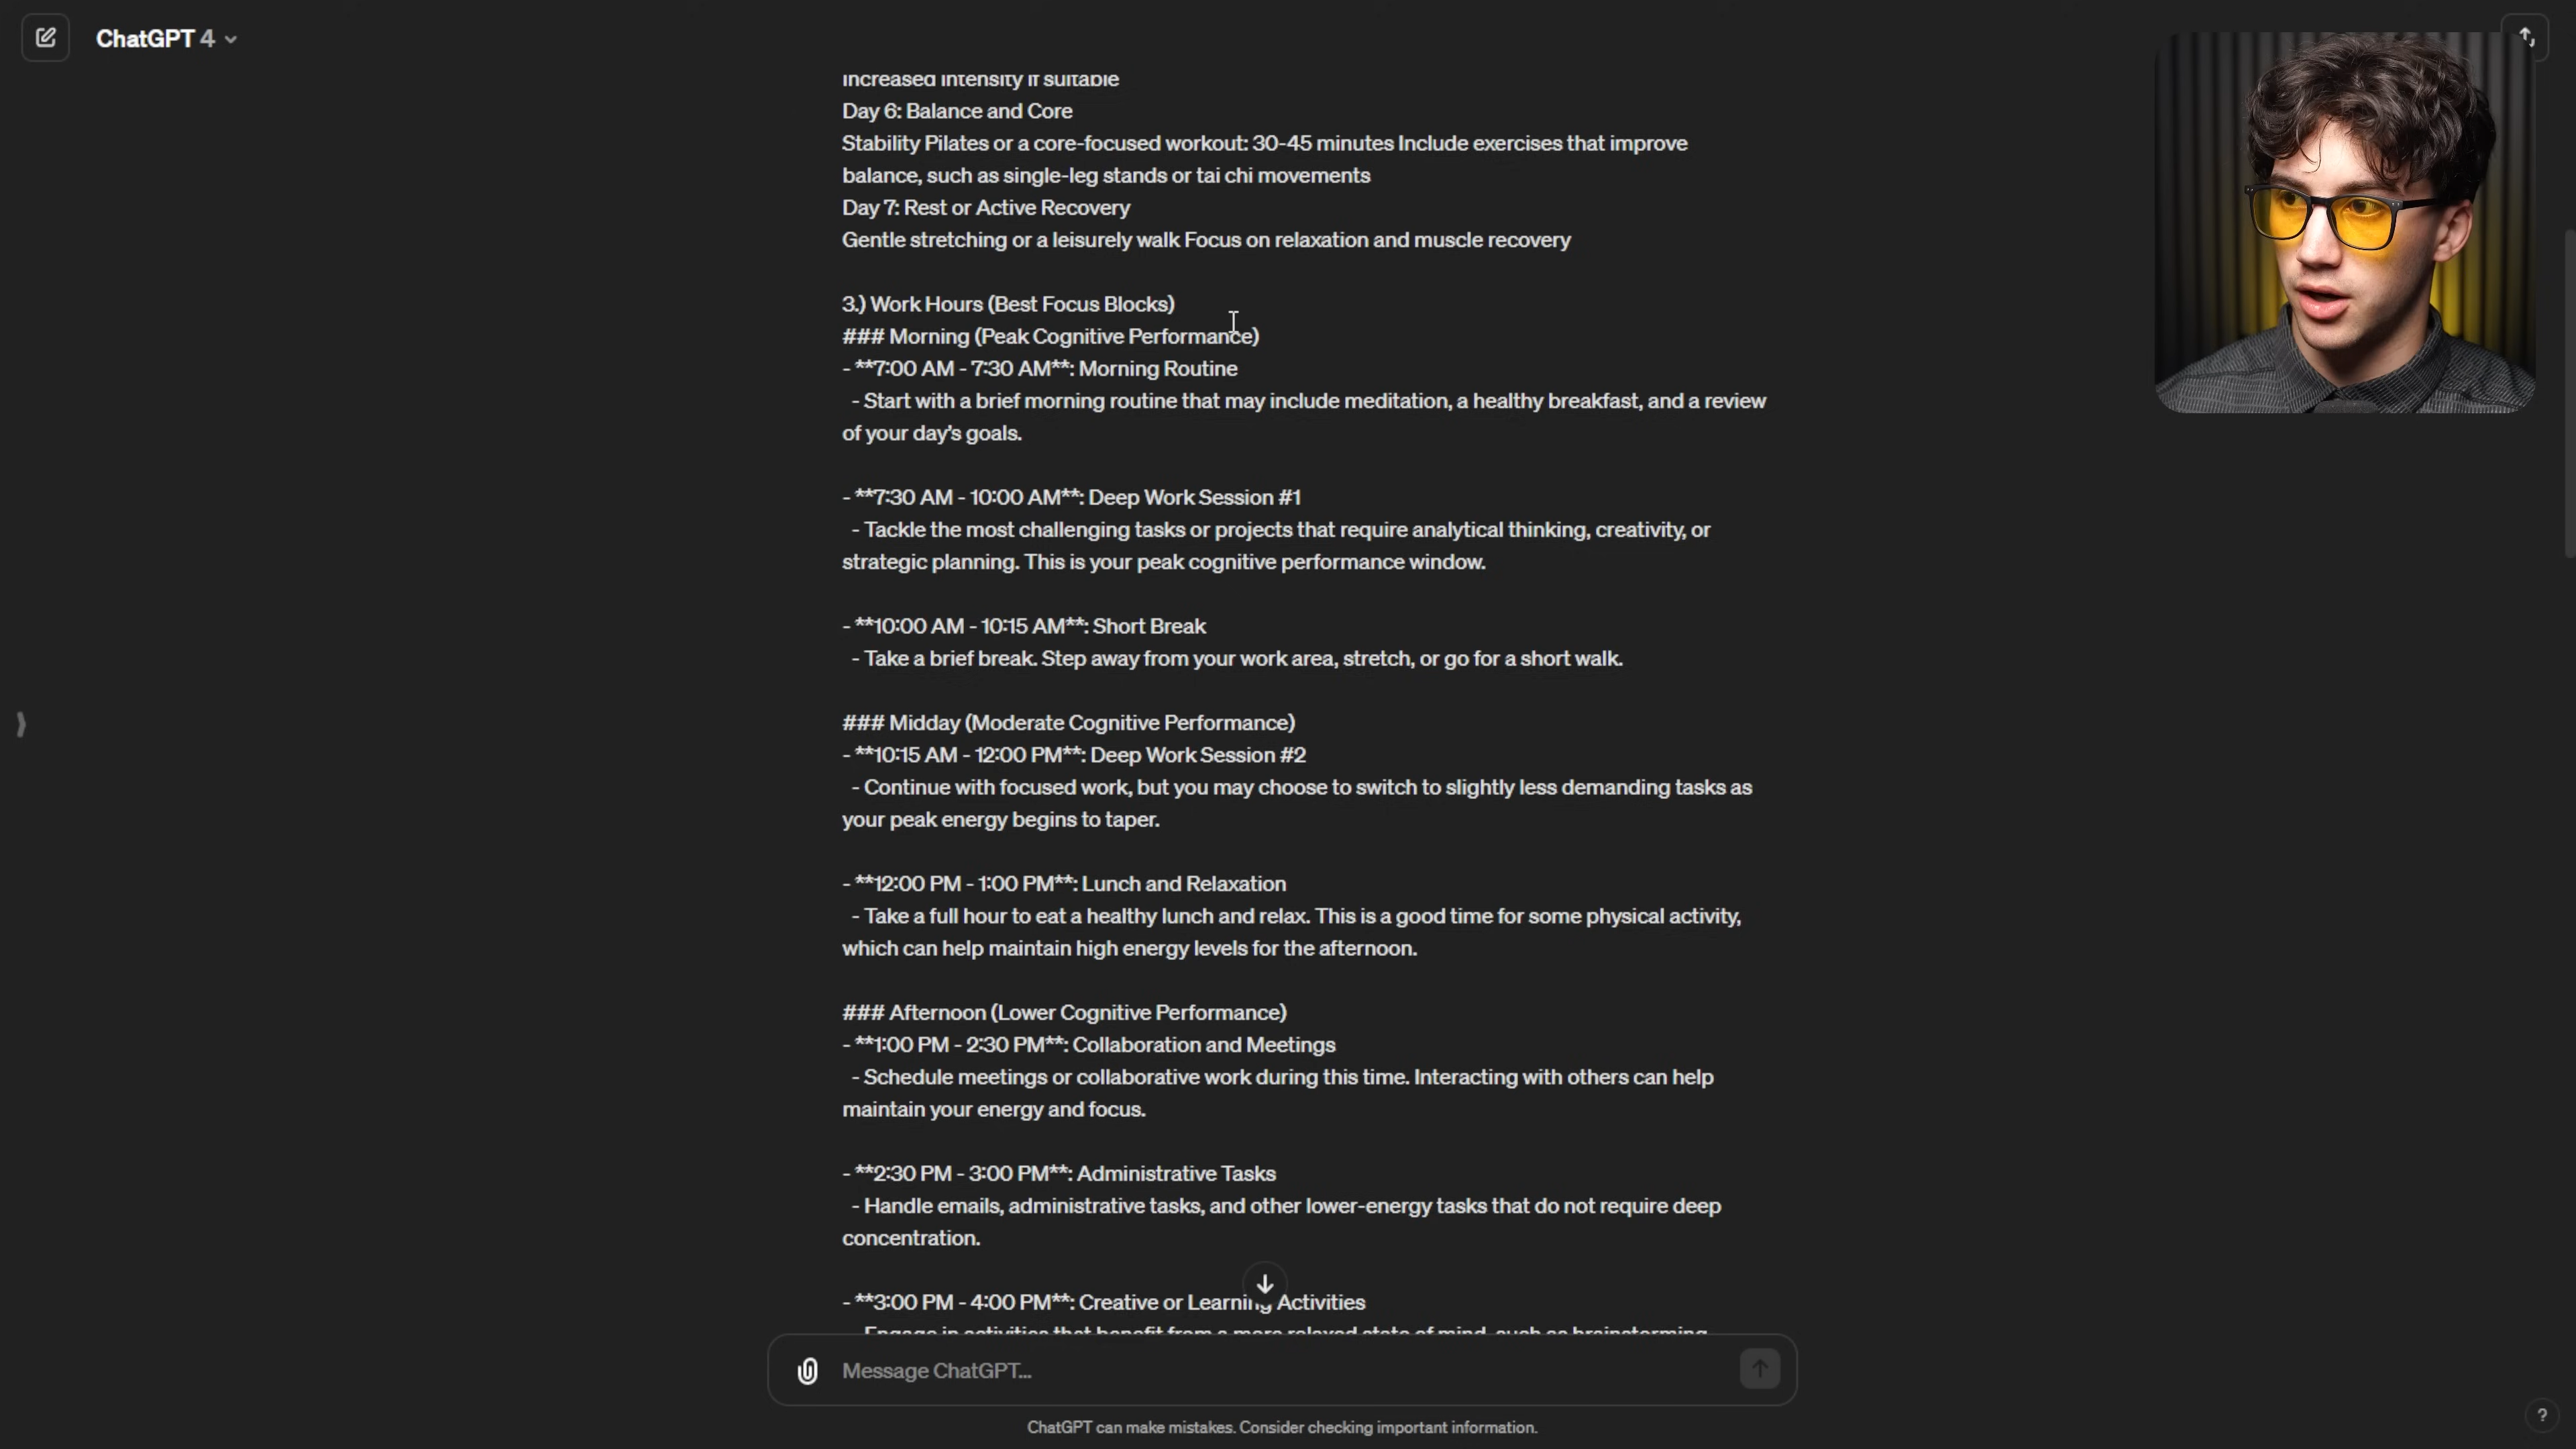 ChatGPT 4
Increased intensity if suitable
Day 6: Balance and Core
Stability Pilates or a core-focused workout: 30-45 minutes Include exercises that improve
balance, such as single-leg stands or tai chi movements
Day 7: Rest or Active Recovery
Gentle stretching or a leisurely walk Focus on relaxation and muscle recovery
3.) Work Hours (Best Focus Blocks)
### Morning (Peak Cognitive Performance)
- **7:00 AM - 7:30 AM**: Morning Routine
- Start with a brief morning routine that may include meditation, a healthy breakfast, and a review
of your day's goals.
- **7:30 AM - 10:00 AM**: Deep Work Session #1
- Tackle the most challenging tasks or projects that require analytical thinking, creativity, or
strategic planning. This is your peak cognitive performance window.
- **10:00 AM - 10:15 AM**: Short Break
- Take a brief break. Step away from your work area, stretch, or go for a short walk.
### Midday (Moderate Cognitive Performance)
- **10:15 AM - 12:00 PM**: Deep Work Session #2
- Continue with focused work, but you may choose to switch to slightly less demanding tasks as
your peak energy begins to taper.
- **12:00 PM - 1:00 PM**: Lunch and Relaxation
- Take a full hour to eat a healthy lunch and relax. This is a good time for some physical activity,
which can help maintain high energy levels for the afternoon.
### Afternoon (Lower Cognitive Performance)
- **1:00 PM - 2:30 PM**: Collaboration and Meetings
- Schedule meetings or collaborative work during this time. Interacting with others can help
maintain your energy and focus.
- **2:30 PM - 3:00 PM**: Administrative Tasks
- Handle emails, administrative tasks, and other lower-energy tasks that do not require deep
concentration.
- **3:00 PM - 4:00 PM**: Creative or Learning Activities
- Engage in activities that benefit from a more relaxed state of mind, such as brainstorming
Message ChatGPT...
ChatGPT can make mistakes. Consider checking important information.
?